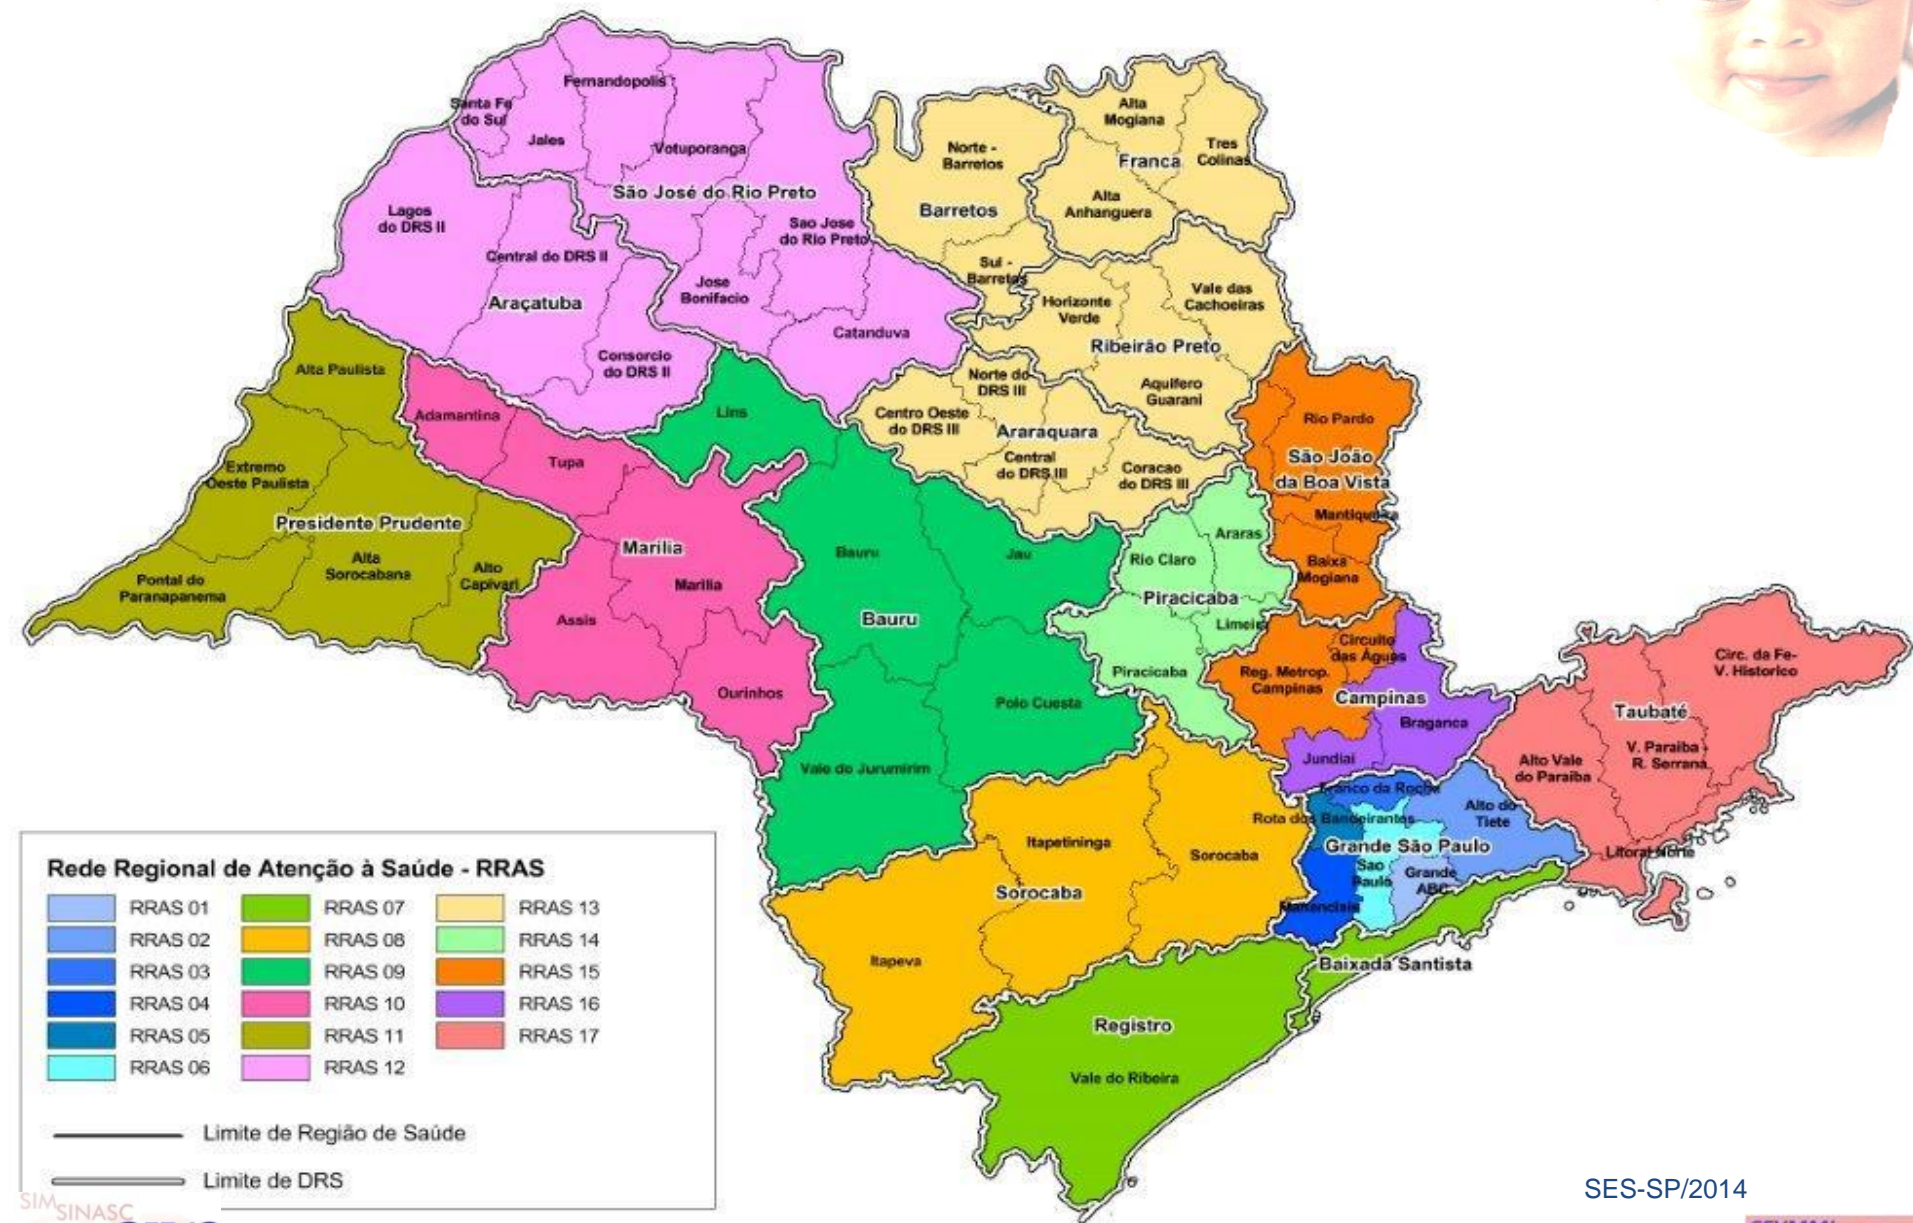 Fernandopolis
Santa Fe
do Sul
Jales
Votuporanga
São José do Rio Preto
Lagos
do DRS II
Central do DRS II
Sao Jose
do Rio Preto
Jose
Bonifacio
Araçatuba
Catanduva
Consorcio
do DRS II
Norte -
Barretos
Barretos
Sul -
Barretos
Alta
Mogiana
Tres
Colinas
Franca
Alta
Anhanguera
Vale das
Cachoeiras
Horizonte
Verde
Ribeirão Preto
Aquifero
Guarani
Norte do
DRS III
Centro Oeste
do DRS III
Araraquara
Central
do DRS III
Coracao
do DRS III
Alta Paulista
Adamantina
Lins
Tupa
Extremo
Oeste Paulista
Presidente Prudente
Alta
Sorocabana
Alto
Capivari
Pontal do
Paranapanema
Marília
Marilia
Assis
Ourinhos
Bauru
Jau
Bauru
Polo Cuesta
Vale do Jurumirim
Rio Pardo
São João
da Boa Vista
Mantiqueira
Baixa
Mogiana
Araras
Rio Claro
Piracicaba
Limeira
Piracicaba
Circuito
das Águas
Reg. Metrop.
Campinas
Campinas
Braganca
Jundiai
Circ. da Fe-
V. Historico
Taubaté
V. Paraiba -
R. Serrana
Alto Vale
do Paraiba
Litoral Norte
Franco da Rocha
Alto do
Tiete
Rota dos Bandeirantes
Grande São Paulo
Sao
Paulo
Grande
ABC
Mananciais
Itapetininga
Sorocaba
Sorocaba
Itapeva
Baixada Santista
Registro
Vale do Ribeira
Rede Regional de Atenção à Saúde - RRAS
RRAS 01
RRAS 02
RRAS 03
RRAS 04
RRAS 05
RRAS 06
RRAS 07
RRAS 08
RRAS 09
RRAS 10
RRAS 11
RRAS 12
RRAS 13
RRAS 14
RRAS 15
RRAS 16
RRAS 17
Limite de Região de Saúde
Limite de DRS
SES-SP/2014
SIM
SINASC